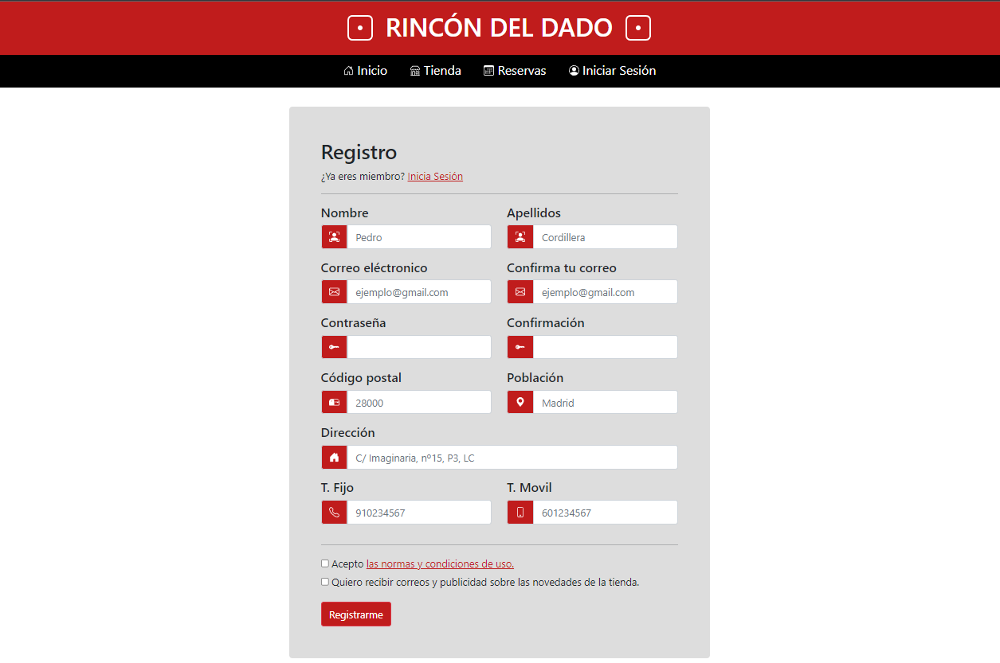 RINCÓN DEL DADO
Inicio Tienda Reservas Iniciar Sesión
Registro
¿Ya eres miembro? Inicia Sesión
Nombre Apellidos
Pedro Cordillera
Correo eléctronico Confirma tu correo
ejemplo@gmail.com ejemplo@gmail.com
Contraseña Confirmación
Código postal Población
28000 Madrid
Dirección
C/ Imaginaria, nº15, P3, LC
T. Fijo T. Movil
910234567 601234567
Acepto las normas y condiciones de uso.
Quiero recibir correos y publicidad sobre las novedades de la tienda.
Registrarme